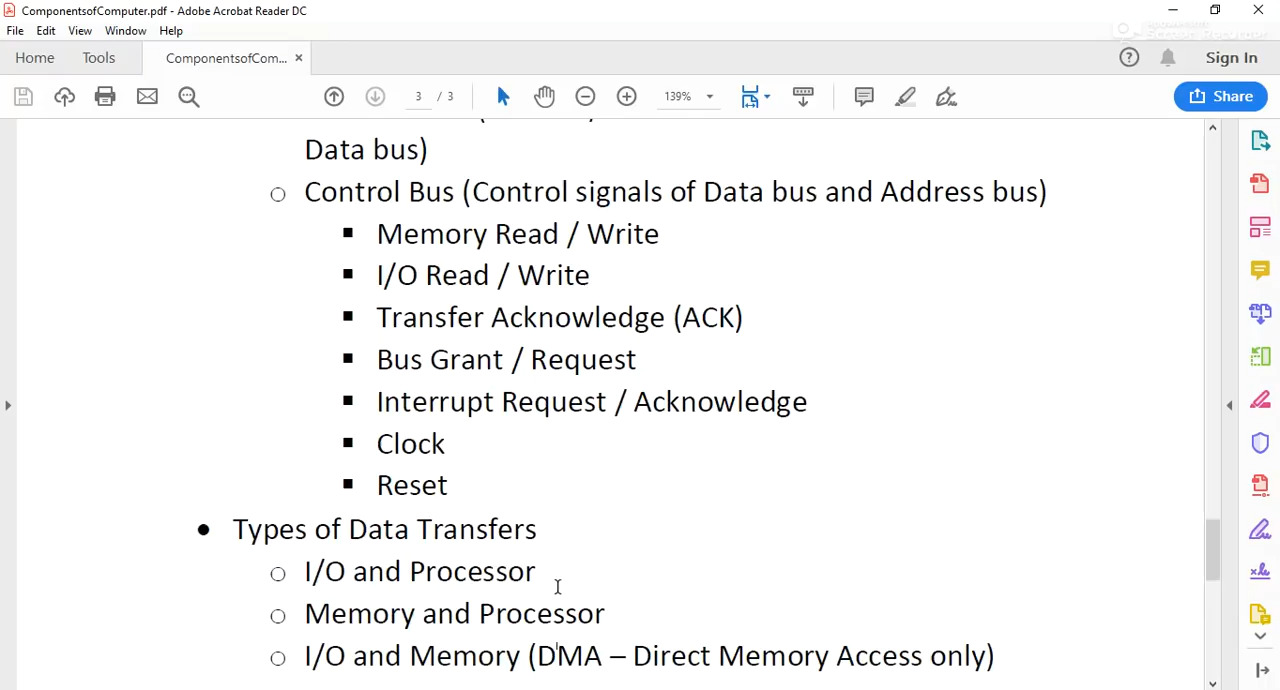 ComponentsofComputer.pdf - Adobe Acrobat Reader DC
File Edit View Window Help
Home Tools ComponentsofCom... ×
Sign In
3 / 3 139% Share
Data bus)
Control Bus (Control signals of Data bus and Address bus)
Memory Read / Write
I/O Read / Write
Transfer Acknowledge (ACK)
Bus Grant / Request
Interrupt Request / Acknowledge
Clock
Reset
Types of Data Transfers
I/O and Processor
Memory and Processor
I/O and Memory (DMA – Direct Memory Access only)